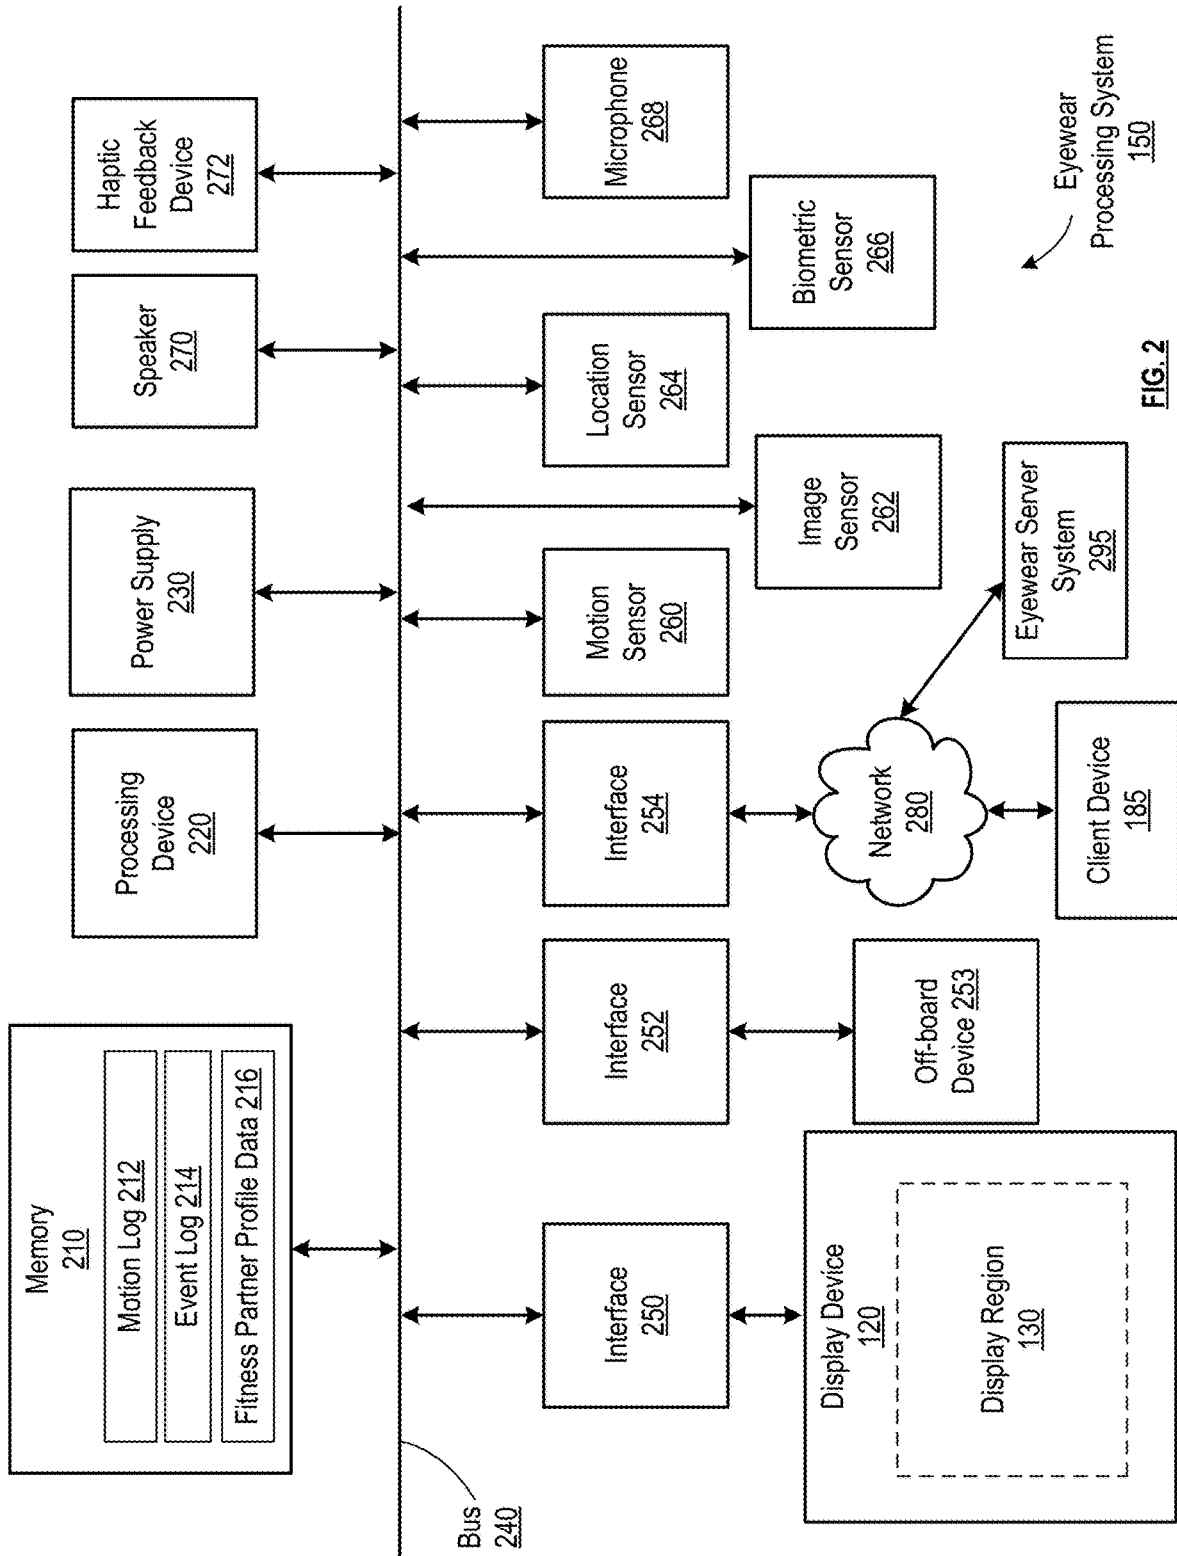 Memory
210
Motion Log 212
Event Log 214
Fitness Partner Profile Data 216
Processing
Device
220
Power Supply
230
Speaker
270
Haptic
Feedback
Device
272
Bus
240
Interface
250
Interface
252
Interface
254
Motion
Sensor
260
Image
Sensor
262
Location
Sensor
264
Biometric
Sensor
266
Microphone
268
Display Device
120
Display Region
130
Off-board
Device 253
Network
280
Client Device
185
Eyewear Server
System
295
Eyewear
Processing System
150
FIG. 2